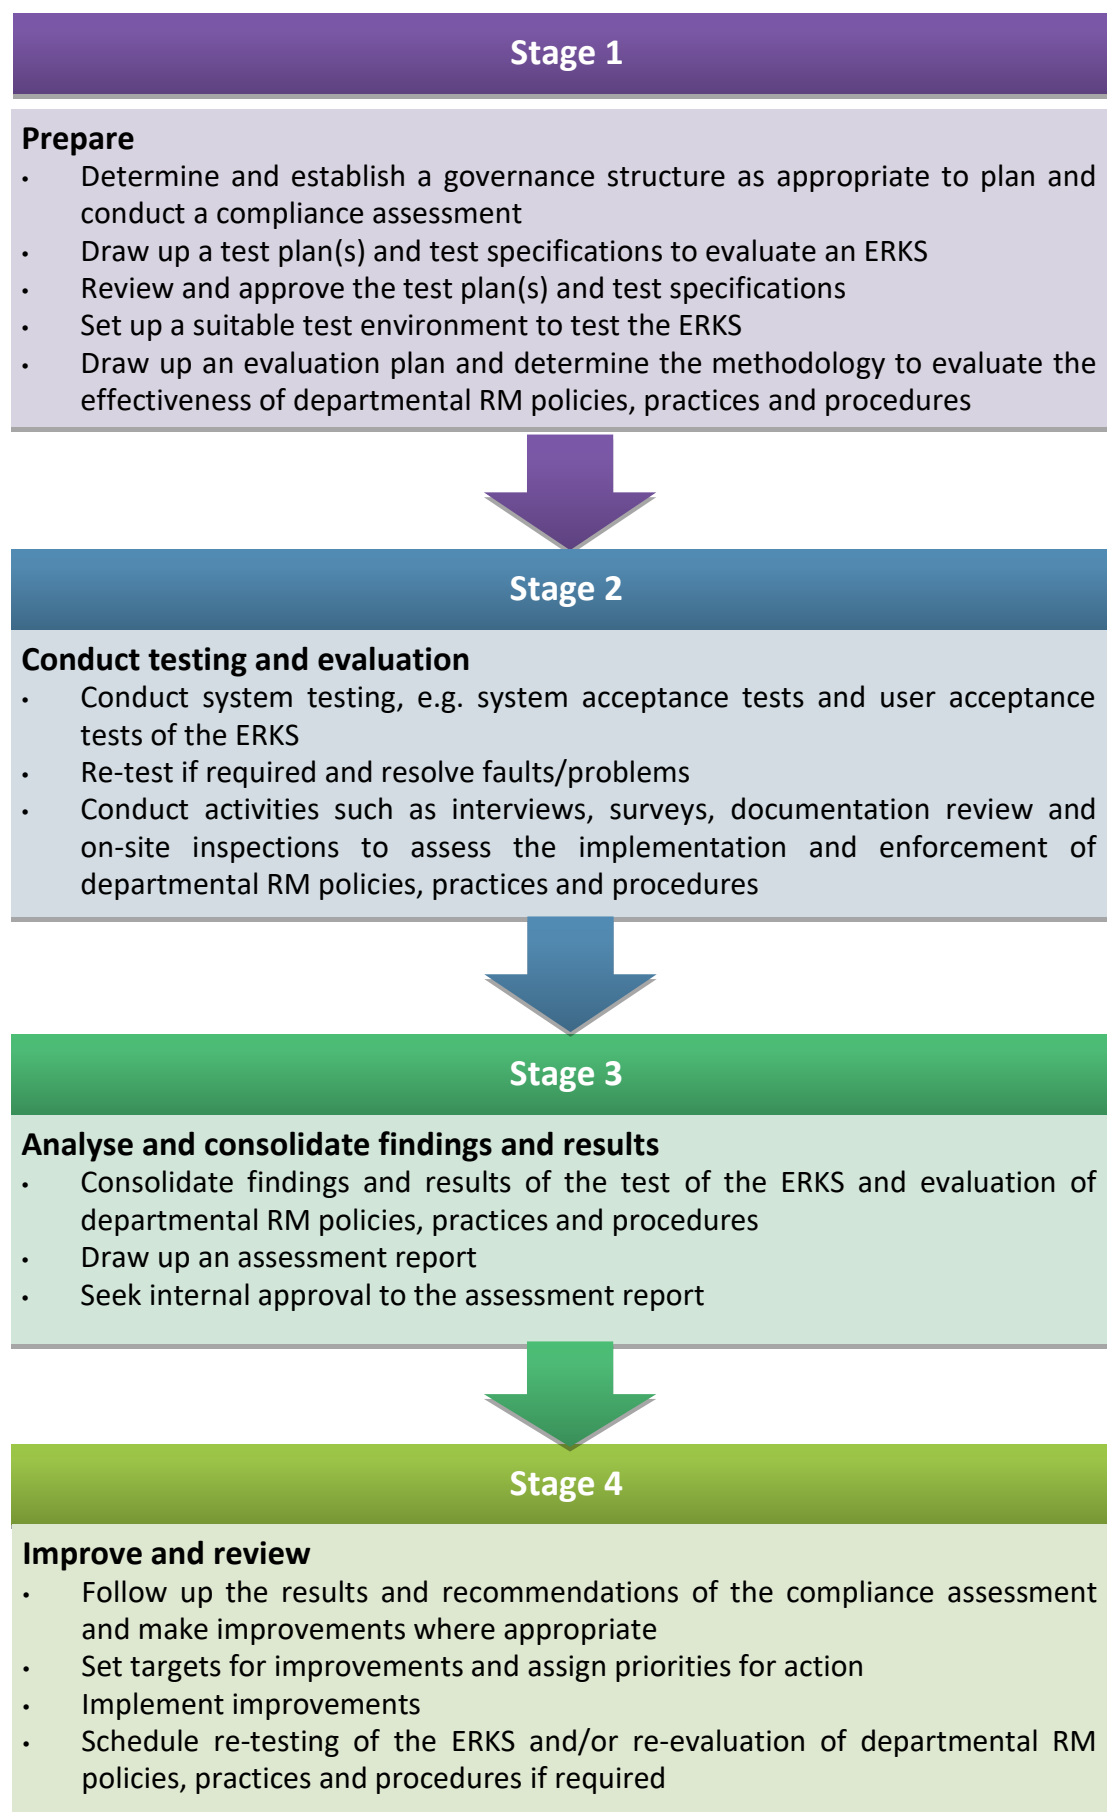 Stage 1
Prepare
• Determine and establish a governance structure as appropriate to plan and
conduct a compliance assessment
• Draw up a test plan(s) and test specifications to evaluate an ERKS
• Review and approve the test plan(s) and test specifications
• Set up a suitable test environment to test the ERKS
• Draw up an evaluation plan and determine the methodology to evaluate the
effectiveness of departmental RM policies, practices and procedures
Stage 2
Conduct testing and evaluation
• Conduct system testing, e.g. system acceptance tests and user acceptance
tests of the ERKS
• Re-test if required and resolve faults/problems
• Conduct activities such as interviews, surveys, documentation review and
on-site inspections to assess the implementation and enforcement of
departmental RM policies, practices and procedures
Stage 3
Analyse and consolidate findings and results
• Consolidate findings and results of the test of the ERKS and evaluation of
departmental RM policies, practices and procedures
• Draw up an assessment report
• Seek internal approval to the assessment report
Stage 4
Improve and review
• Follow up the results and recommendations of the compliance assessment
and make improvements where appropriate
• Set targets for improvements and assign priorities for action
• Implement improvements
• Schedule re-testing of the ERKS and/or re-evaluation of departmental RM
policies, practices and procedures if required